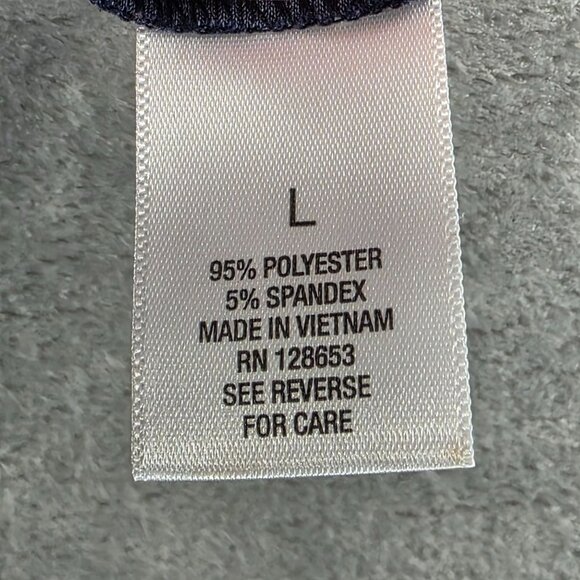 L
95% POLYESTER
5% SPANDEX
MADE IN VIETNAM
RN 128653
SEE REVERSE
FOR CARE